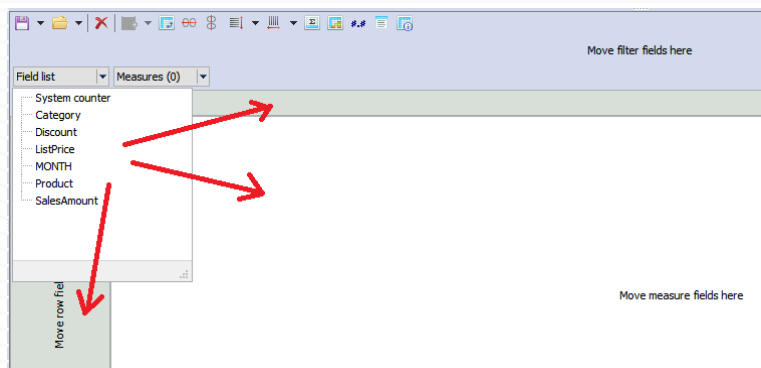 #.#
Move filter fields here
Field list
Measures (0)
System counter
Category
Discount
ListPrice
MONTH
Product
SalesAmount
Move measure fields here
Move row fie